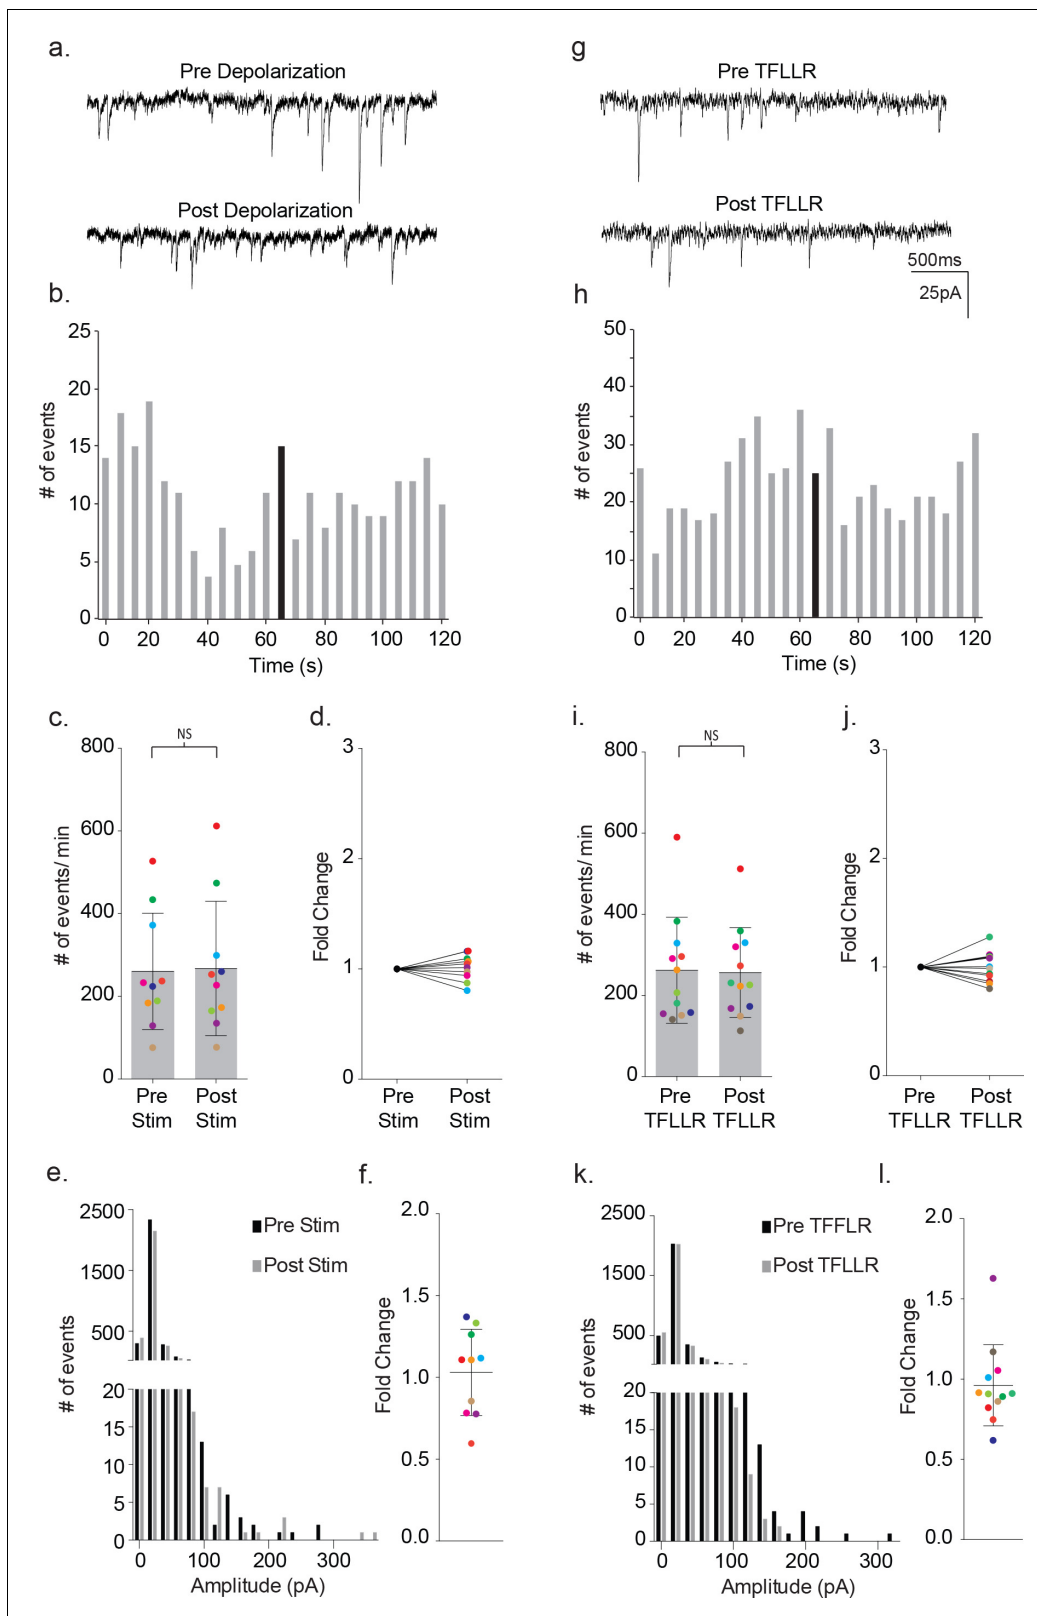 a.
Pre Depolarization
Post Depolarization
b.
25
20
15
10
5
0
# of events
0 20 40 60 80 100 120
Time (s)
c.
NS
800
600
400
200
0
# of events/ min
Pre Stim
Post Stim
d.
3
2
1
0
Fold Change
Pre Stim
Post Stim
e.
2500
1500
500
20
15
10
5
0
# of events
Pre Stim
Post Stim
0 100 200 300
Amplitude (pA)
f.
2.0
1.5
1.0
0.5
0.0
Fold Change
g
Pre TFLLR
Post TFLLR
500ms
25pA
h
50
40
30
20
10
0
# of events
0 20 40 60 80 100 120
Time (s)
i.
NS
800
600
400
200
0
# of events/ min
Pre TFLLR
Post TFLLR
j.
3
2
1
0
Fold Change
Pre TFLLR
Post TFLLR
k.
2500
1500
500
20
15
10
5
0
# of events
Pre TFFLR
Post TFLLR
0 100 200 300
Amplitude (pA)
l.
2.0
1.5
1.0
0.5
0.0
Fold Change